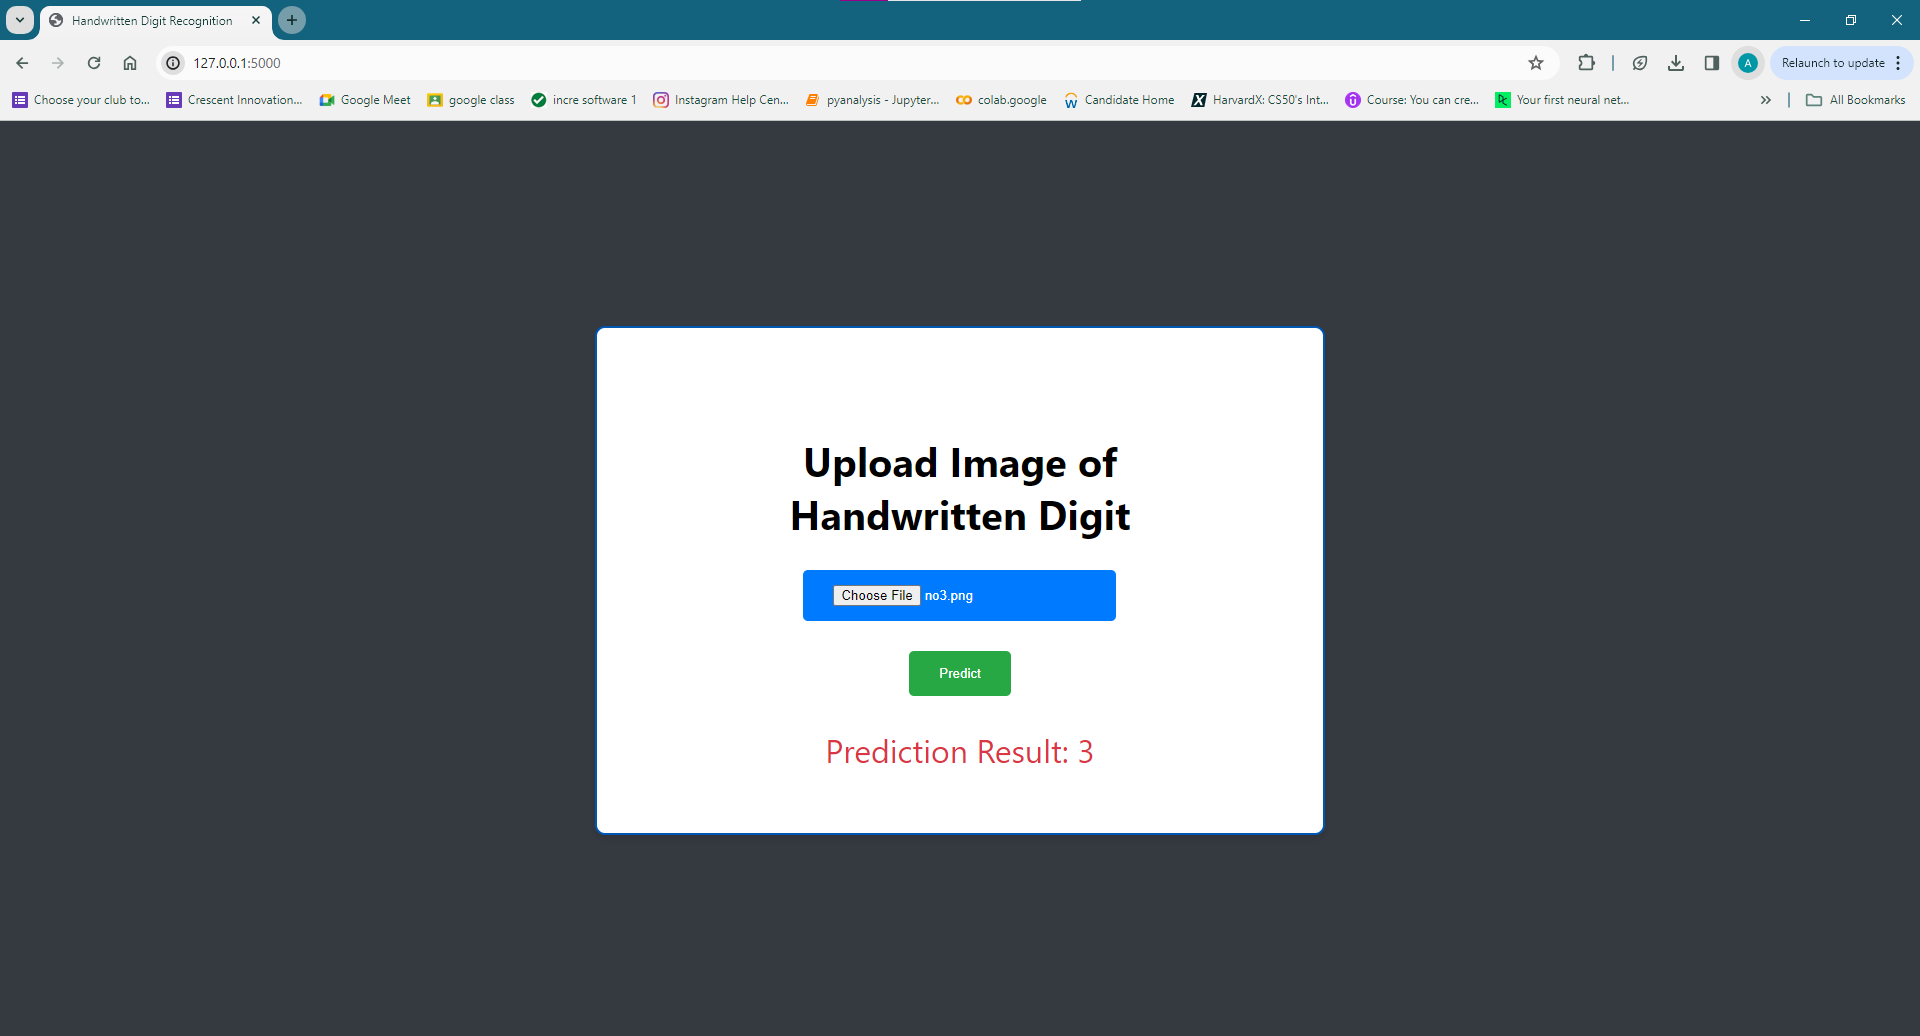 Handwritten Digit Recognition
127.0.0.1:5000
Relaunch to update
A
Choose your club to...
Crescent Innovation...
Google Meet
google class
incre software 1
Instagram Help Cen...
pyanalysis - Jupyter...
colab.google
Candidate Home
HarvardX: CS50's Int...
Course: You can cre...
Your first neural net...
All Bookmarks
Upload Image of
Handwritten Digit
Choose File no3.png
Predict
Prediction Result: 3